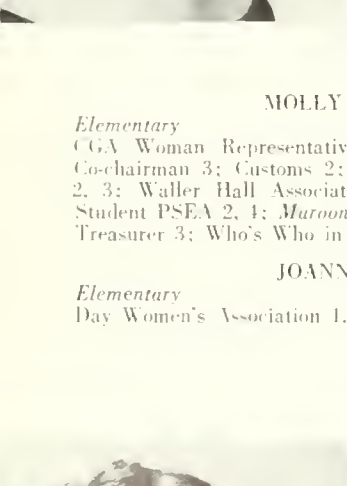 MOLLY
Elementary
CGA Woman Representativ
Co-chairman 3; Customs 2;
2, 3; Waller Hall Associat
Student PSEA 2, 4; Maroon
Treasurer 3; Who's Who in
JOANN
Elementary
Day Women's Association 1,